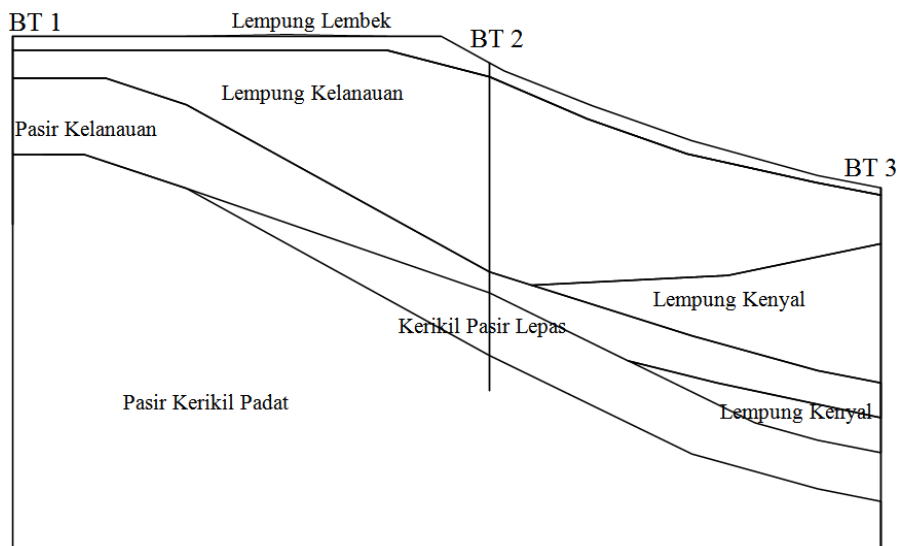 BT 1
Lempung Lembek
BT 2
Lempung Kelanauan
Pasir Kelanauan
BT 3
Lempung Kenyal
Kerikil Pasir Lepas
Pasir Kerikil Padat
Lempung Kenyal